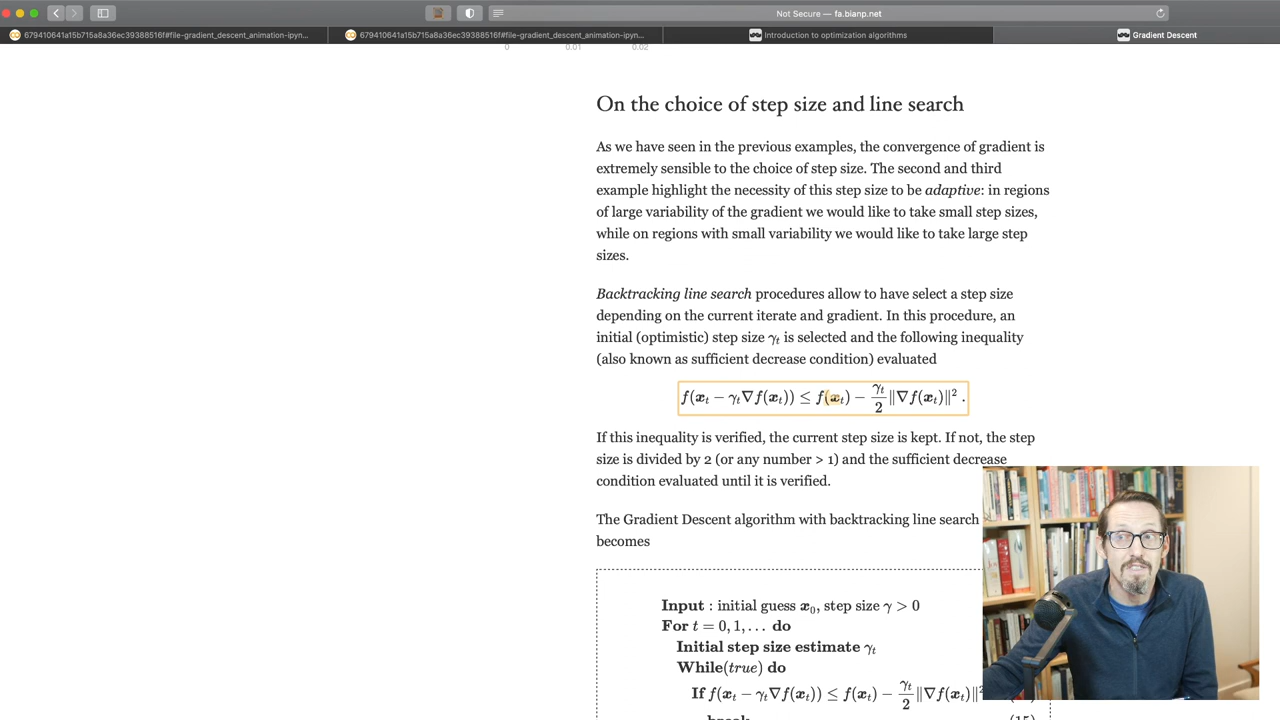 Not Secure — fa.bianp.net
679410641a15b715a8a36ec39388516f#file-gradient_descent_animation-ipyn...
679410641a15b715a8a36ec39388516f#file-gradient_descent_animation-ipyn...
Introduction to optimization algorithms
Gradient Descent
0 0.01 0.02
On the choice of step size and line search
As we have seen in the previous examples, the convergence of gradient is
extremely sensible to the choice of step size. The second and third
example highlight the necessity of this step size to be adaptive: in regions
of large variability of the gradient we would like to take small step sizes,
while on regions with small variability we would like to take large step
sizes.
Backtracking line search procedures allow to have select a step size
depending on the current iterate and gradient. In this procedure, an
initial (optimistic) step size γₜ is selected and the following inequality
(also known as sufficient decrease condition) evaluated
f(xₜ − γₜ∇f(xₜ)) ≤ f(xₜ) − γₜ/2 ‖∇f(xₜ)‖² .
If this inequality is verified, the current step size is kept. If not, the step
size is divided by 2 (or any number > 1) and the sufficient decrease
condition evaluated until it is verified.
The Gradient Descent algorithm with backtracking line search
becomes
Input : initial guess x₀, step size γ > 0
For t = 0, 1, … do
Initial step size estimate γₜ
While(true) do
If f(xₜ − γₜ∇f(xₜ)) ≤ f(xₜ) − γₜ/2 ‖∇f(xₜ)‖²